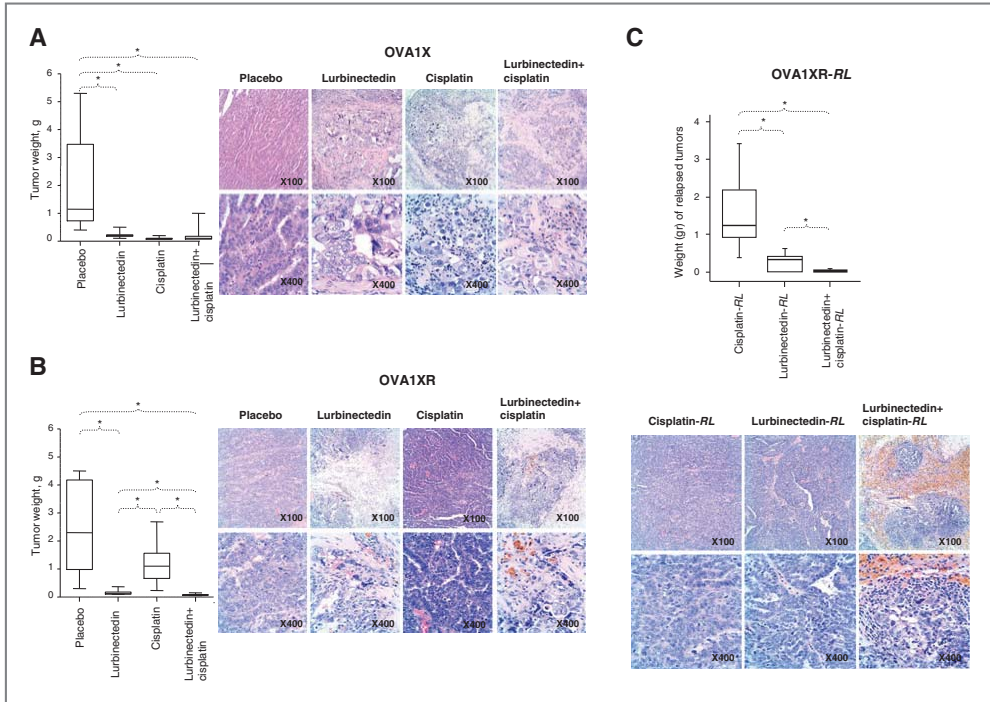 A
OVA1X
Tumor weight, g
6
5
4
3
2
1
0
*
*
*
Placebo
Lurbinectedin
Cisplatin
Lurbinectedin+
cisplatin
Placebo
Lurbinectedin
Cisplatin
Lurbinectedin+
cisplatin
X100
X100
X100
X100
X400
X400
X400
X400
B
OVA1XR
Tumor weight, g
6
5
4
3
2
1
0
*
*
*
*
*
Placebo
Lurbinectedin
Cisplatin
Lurbinectedin+
cisplatin
Placebo
Lurbinectedin
Cisplatin
Lurbinectedin+
cisplatin
X100
X100
X100
X100
X400
X400
X400
X400
C
OVA1XR-RL
Weight (gr) of relapsed tumors
4
3
2
1
0
*
*
*
Cisplatin-RL
Lurbinectedin-RL
Lurbinectedin+
cisplatin-RL
Cisplatin-RL
Lurbinectedin-RL
Lurbinectedin+
cisplatin-RL
X100
X100
X100
X400
X400
X400